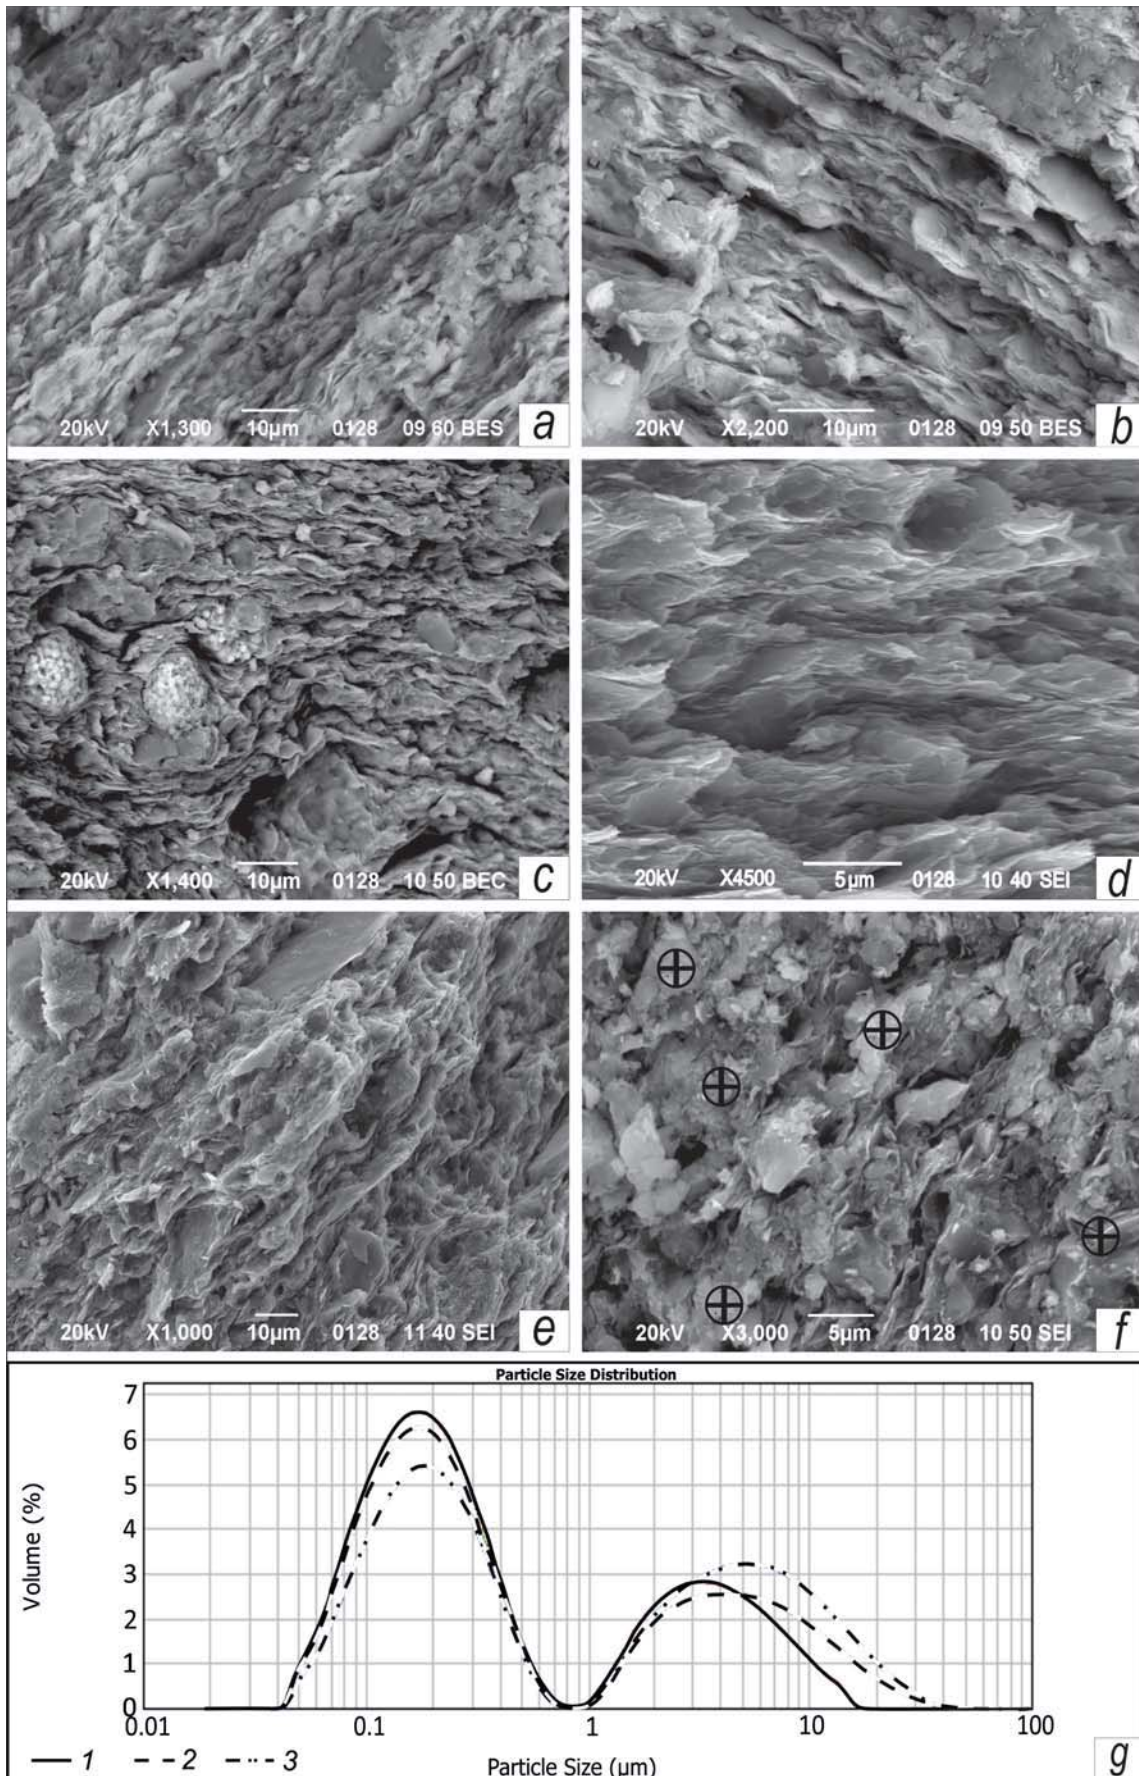 20kV X1,300 10µm 0128 09 60 BES a
20kV X2,200 10µm 0128 09 50 BES b
20kV X1,400 10µm 0128 10 50 BEC c
20kV X4500 5µm 0128 10 40 SEI d
20kV X1,000 10µm 0128 11 40 SEI e
20kV X3,000 5µm 0128 10 50 SEI f
Particle Size Distribution
Volume (%)
7
6
5
4
3
2
1
0
0.01 0.1 1 10 100
1 2 3
Particle Size (µm)
g